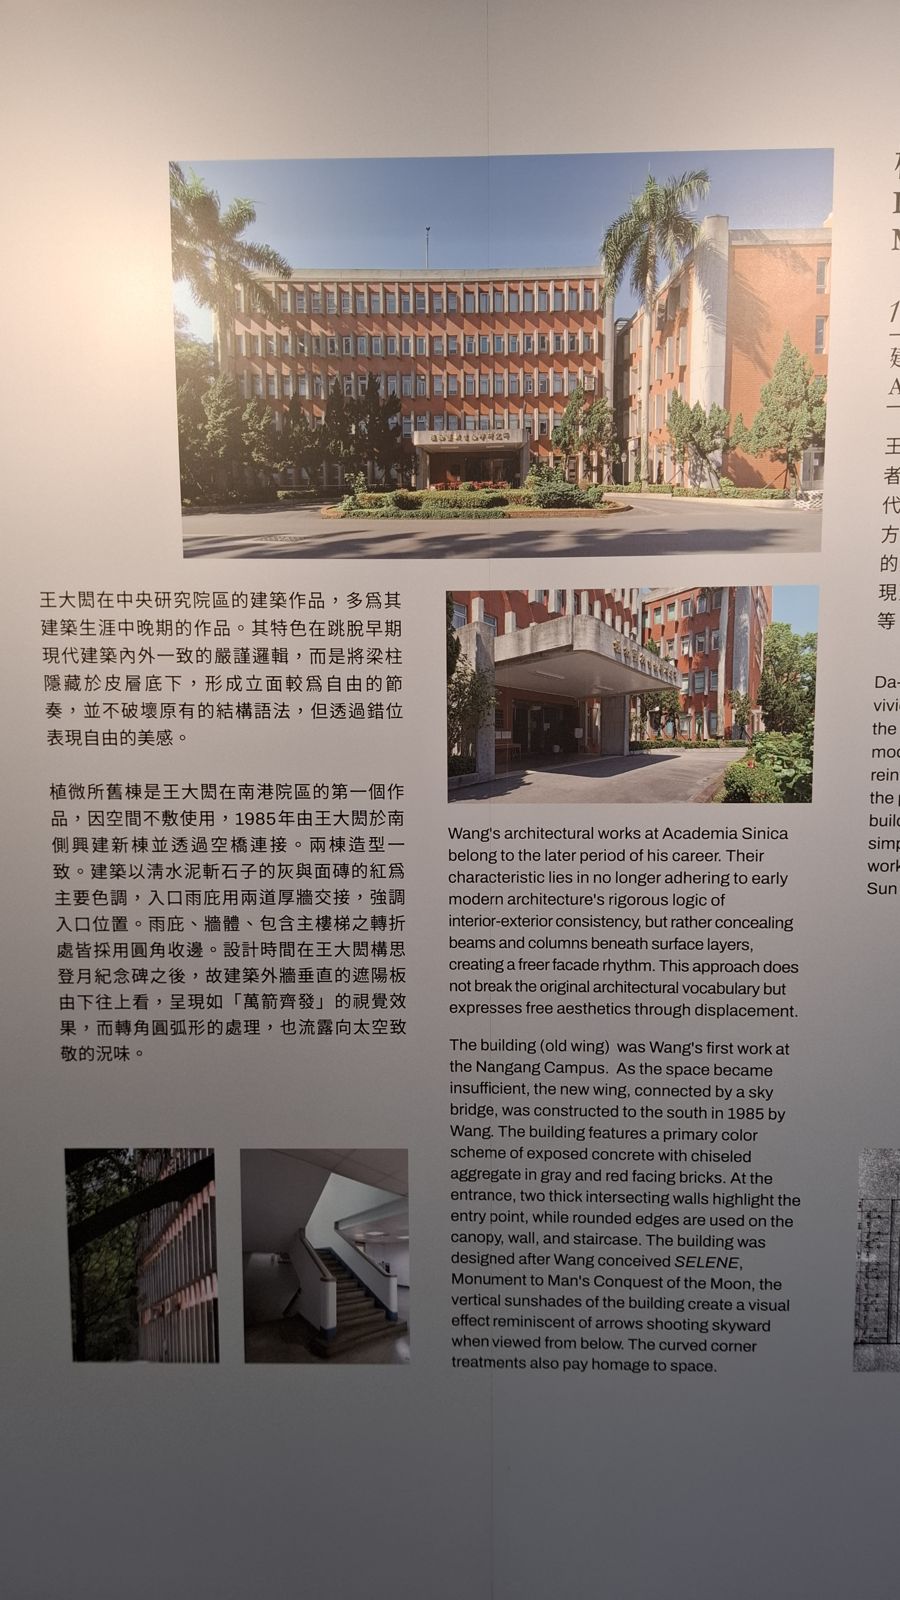 王大閎在中央研究院區的建築作品，多爲其
建築生涯中晚期的作品。其特色在跳脫早期
現代建築內外一致的嚴謹邏輯，而是將梁柱
隱藏於皮層底下，形成立面較爲自由的節
奏，並不破壞原有的結構語法，但透過錯位
表現自由的美感。
植微所舊棟是王大閎在南港院區的第一個作
品，因空間不敷使用，1985年由王大閎於南
側興建新棟並透過空橋連接。兩棟造型一
致。建築以清水泥斬石子的灰與面磚的紅爲
主要色調，入口雨庇用兩道厚牆交接，強調
入口位置。雨庇、牆體、包含主樓梯之轉折
處皆採用圓角收邊。設計時間在王大閎構思
登月紀念碑之後，故建築外牆垂直的遮陽板
由下往上看，呈現如「萬箭齊發」的視覺效
果，而轉角圓弧形的處理，也流露向太空致
敬的況味。
Wang's architectural works at Academia Sinica
belong to the later period of his career. Their
characteristic lies in no longer adhering to early
modern architecture's rigorous logic of
interior-exterior consistency, but rather concealing
beams and columns beneath surface layers,
creating a freer facade rhythm. This approach does
not break the original architectural vocabulary but
expresses free aesthetics through displacement.
The building (old wing) was Wang's first work at
the Nangang Campus. As the space became
insufficient, the new wing, connected by a sky
bridge, was constructed to the south in 1985 by
Wang. The building features a primary color
scheme of exposed concrete with chiseled
aggregate in gray and red facing bricks. At the
entrance, two thick intersecting walls highlight the
entry point, while rounded edges are used on the
canopy, wall, and staircase. The building was
designed after Wang conceived SELENE,
Monument to Man's Conquest of the Moon, the
vertical sunshades of the building create a visual
effect reminiscent of arrows shooting skyward
when viewed from below. The curved corner
treatments also pay homage to space.
王
者
代
方
的
現
等
Da-
the
the
Sun